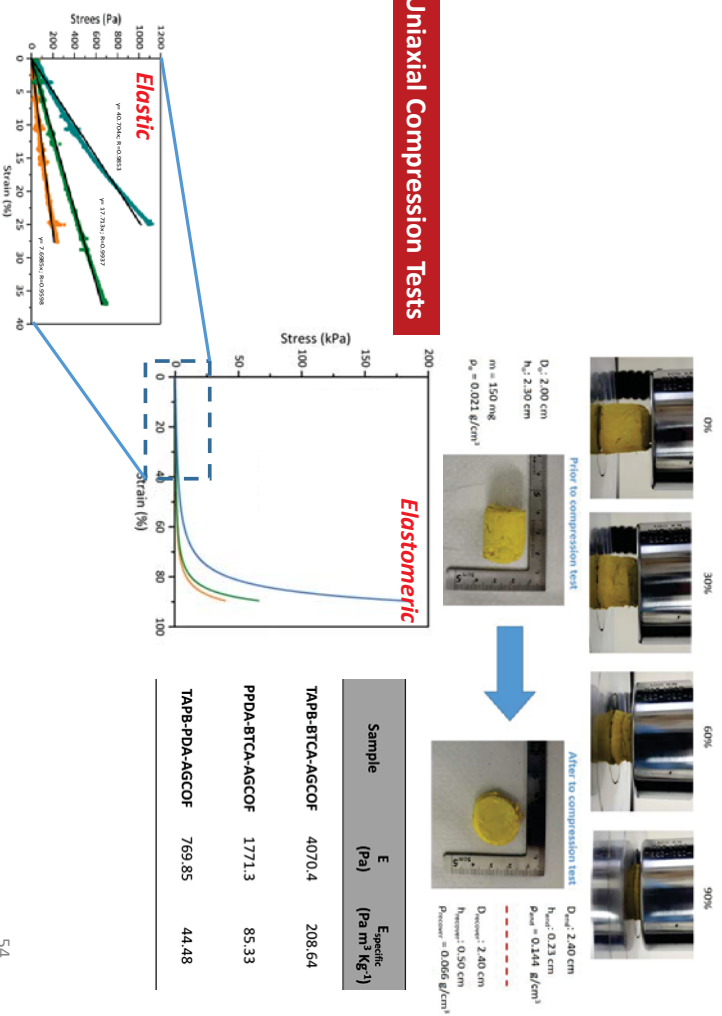 Uniaxial Compression Tests
0%
30%
60%
90%
Prior to compression test
After to compression test
Do: 2.00 cm
ho: 2.30 cm
m = 150 mg
ρo = 0.021 g/cm³
Dend: 2.40 cm
hend: 0.23 cm
ρend = 0.144 g/cm³
Drecover: 2.40 cm
hrecover: 0.50 cm
ρrecover = 0.066 g/cm³
Strees (Pa)
1200
1000
800
600
400
200
0
Elastic
y= 40.704x; R=0.9853
y= 17.713x; R=0.9937
y= 7.6985x; R=0.9598
0 5 10 15 20 25 30 35 40
Strain (%)
Stress (kPa)
200
150
100
50
0
Elastomeric
0 20 40 60 80 100
Strain (%)
Sample E (Pa) Especific (Pa m³ Kg⁻¹)
TAPB-BTCA-AGCOF 4070.4 208.64
PPDA-BTCA-AGCOF 1771.3 85.33
TAPB-PDA-AGCOF 769.85 44.48
54